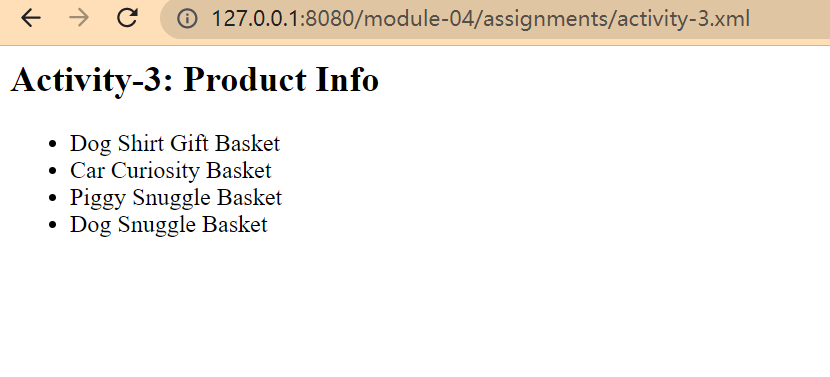 127.0.0.1:8080/module-04/assignments/activity-3.xml
Activity-3: Product Info
• Dog Shirt Gift Basket
• Car Curiosity Basket
• Piggy Snuggle Basket
• Dog Snuggle Basket